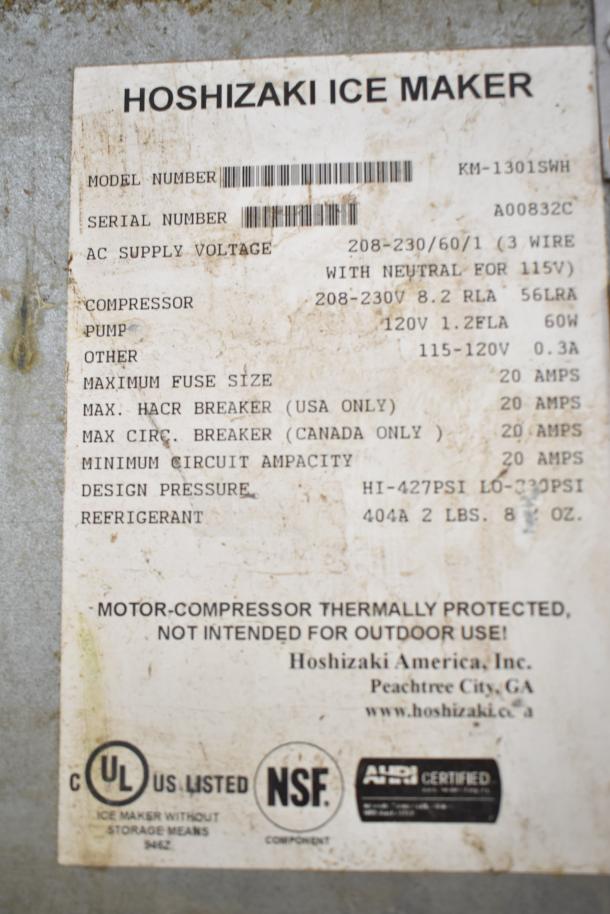 HOSHIZAKI ICE MAKER
MODEL NUMBER KM-1301SWH
SERIAL NUMBER A00832C
AC SUPPLY VOLTAGE 208-230/60/1 (3 WIRE
WITH NEUTRAL FOR 115V)
COMPRESSOR 208-230V 8.2 RLA 56LRA
PUMP 120V 1.2FLA 60W
OTHER 115-120V 0.3A
MAXIMUM FUSE SIZE 20 AMPS
MAX. HACR BREAKER (USA ONLY) 20 AMPS
MAX CIRC. BREAKER (CANADA ONLY ) 20 AMPS
MINIMUM CIRCUIT AMPACITY 20 AMPS
DESIGN PRESSURE HI-427PSI
REFRIGERANT 404A 2 LBS. 8 OZ.
MOTOR-COMPRESSOR THERMALLY PROTECTED,
NOT INTENDED FOR OUTDOOR USE!
Hoshizaki America, Inc.
Peachtree City, GA
www.hoshizaki.
C UL US LISTED
ICE MAKER WITHOUT
STORAGE MEANS
946Z
NSF.
COMPONENT
AHRI CERTIFIED